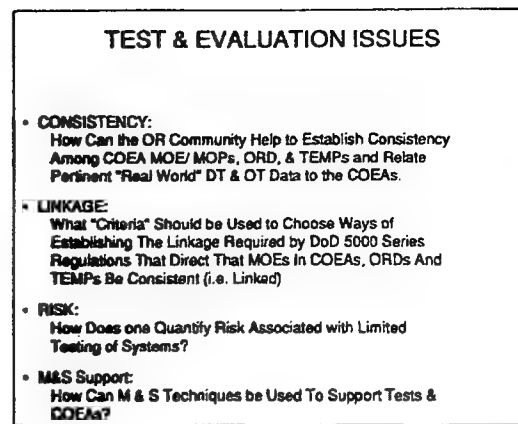 TEST & EVALUATION ISSUES
• CONSISTENCY:
How Can the OR Community Help to Establish Consistency
Among COEA MOE/ MOPs, ORD, & TEMPs and Relate
Pertinent "Real World" DT & OT Data to the COEAs.
• LINKAGE:
What "Criteria" Should be Used to Choose Ways of
Establishing The Linkage Required by DoD 5000 Series
Regulations That Direct That MOEs In COEAs, ORDs And
TEMPs Be Consistent (i.e. Linked)
• RISK:
How Does one Quantify Risk Associated with Limited
Testing of Systems?
• M&S Support:
How Can M & S Techniques be Used To Support Tests &
COEAs?